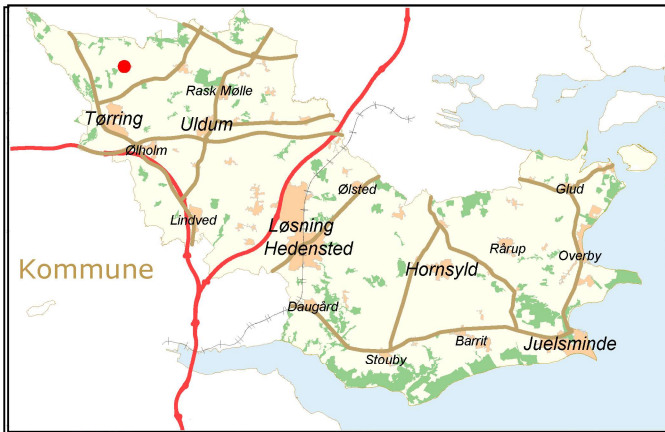 Rask Mølle
Tørring
Uldum
Ølholm
Ølsted
Glud
Lindved
Løsning
Hedensted
Rårup
Overby
Kommune
Hornsyld
Daugård
Barrit
Juelsminde
Stouby